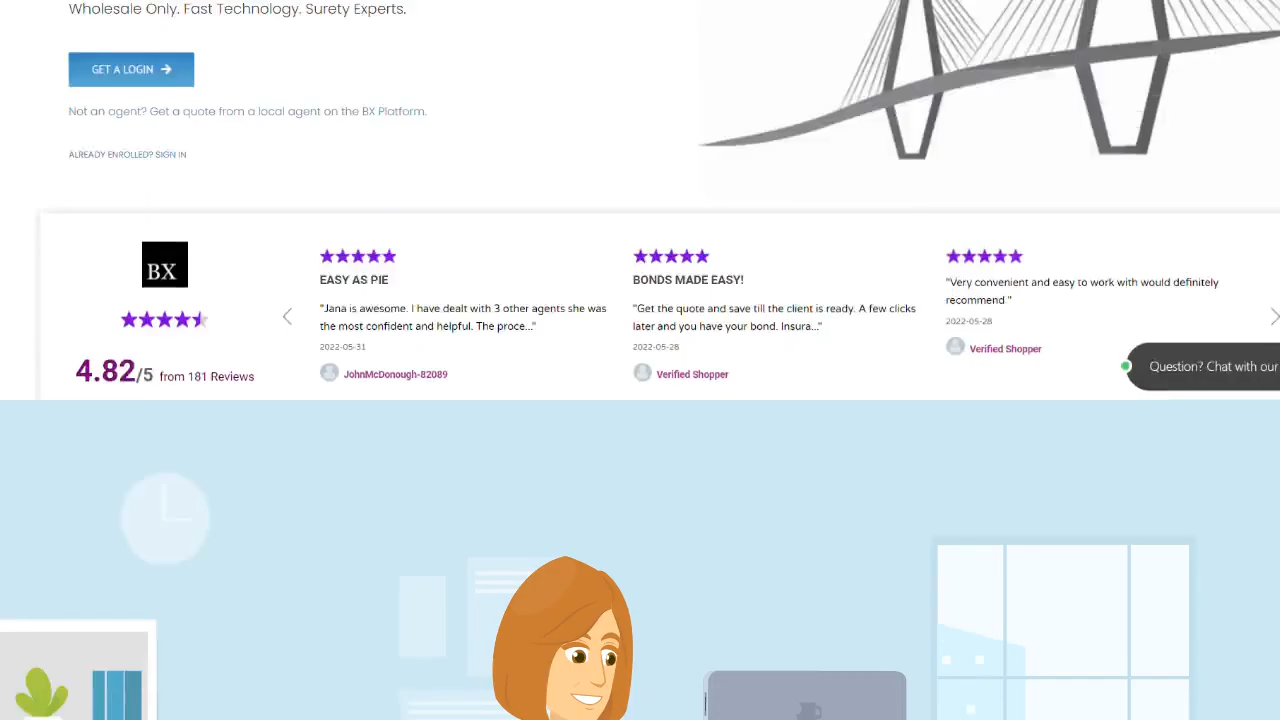 Wholesale Only. Fast Technology. Surety Experts.
GET A LOGIN
Not an agent? Get a quote from a local agent on the BX Platform.
ALREADY ENROLLED? SIGN IN
BX
4.82/5 from 181 Reviews
EASY AS PIE
"Jana is awesome. I have dealt with 3 other agents she was
the most confident and helpful. The proce..."
2022-05-31
JohnMcDonough-82089
BONDS MADE EASY!
"Get the quote and save till the client is ready. A few clicks
later and you have your bond. Insura..."
2022-05-28
Verified Shopper
"Very convenient and easy to work with would definitely
recommend "
2022-05-28
Verified Shopper
Question? Chat with our